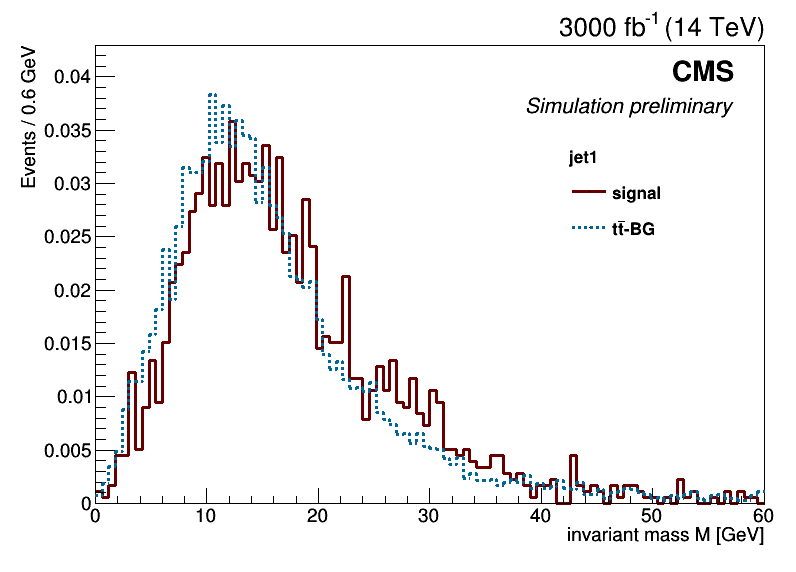 3000 fb⁻¹ (14 TeV)
CMS
Simulation preliminary
jet1
signal
tt̄-BG
Events / 0.6 GeV
0.04
0.035
0.03
0.025
0.02
0.015
0.01
0.005
0
0 10 20 30 40 50 60
invariant mass M [GeV]